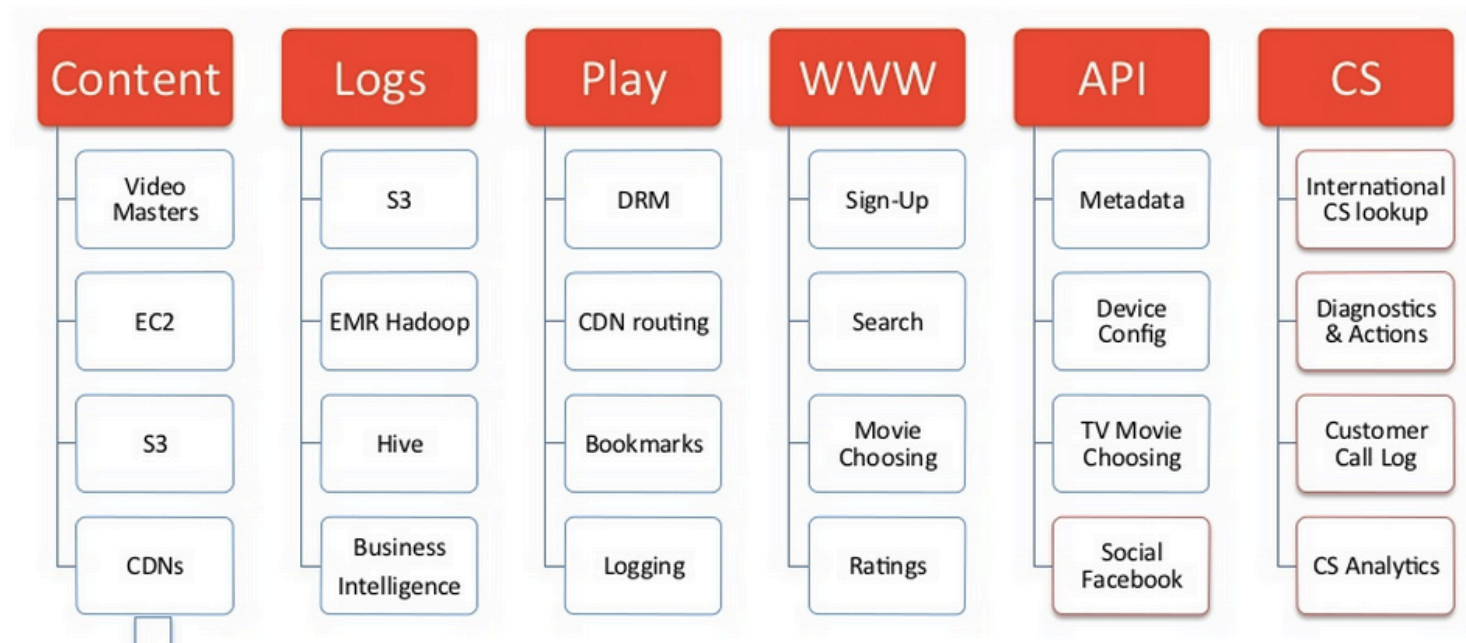 Content
Video
Masters
EC2
S3
CDNs
Logs
S3
EMR Hadoop
Hive
Business
Intelligence
Play
DRM
CDN routing
Bookmarks
Logging
WWW
Sign-Up
Search
Movie
Choosing
Ratings
API
Metadata
Device
Config
TV Movie
Choosing
Social
Facebook
CS
International
CS lookup
Diagnostics
& Actions
Customer
Call Log
CS Analytics